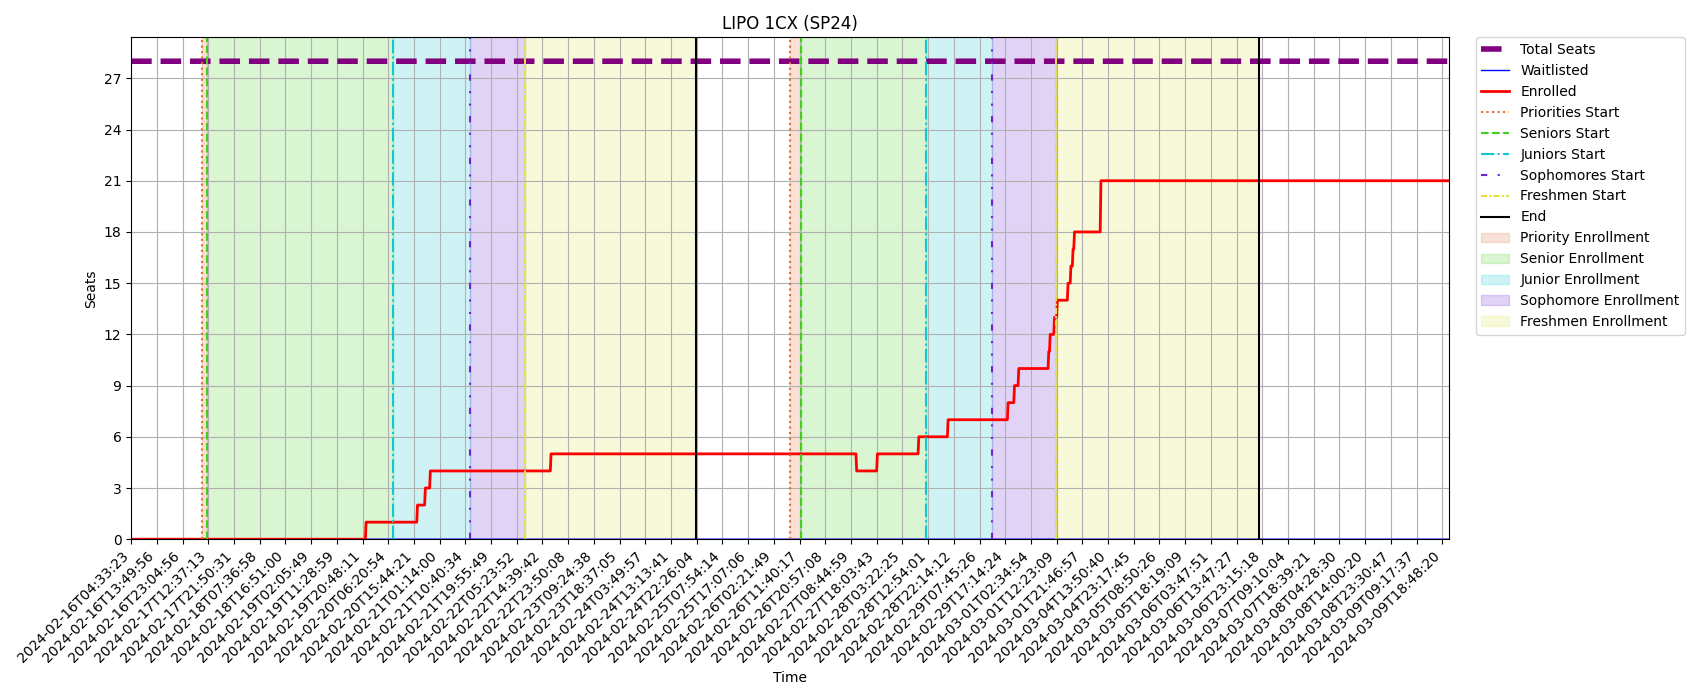 LIPO 1CX (SP24)
Seats
27
24
21
18
15
12
9
6
3
0
2024-02-16T04:33:23
2024-02-16T13:49:56
2024-02-16T23:04:56
2024-02-17T12:37:13
2024-02-17T21:50:31
2024-02-18T07:36:58
2024-02-18T16:51:00
2024-02-19T02:05:49
2024-02-19T11:28:59
2024-02-19T20:48:11
2024-02-20T06:20:54
2024-02-20T15:44:21
2024-02-21T01:14:00
2024-02-21T10:40:34
2024-02-21T19:55:49
2024-02-22T05:23:52
2024-02-22T14:39:42
2024-02-22T23:50:08
2024-02-23T09:24:38
2024-02-23T18:37:05
2024-02-24T03:49:57
2024-02-24T13:13:41
2024-02-24T22:26:04
2024-02-25T07:54:14
2024-02-25T17:07:06
2024-02-26T02:21:49
2024-02-26T11:40:17
2024-02-26T20:57:08
2024-02-27T08:44:59
2024-02-27T18:03:43
2024-02-28T03:22:25
2024-02-28T12:54:01
2024-02-28T22:14:12
2024-02-29T07:45:26
2024-02-29T17:14:24
2024-03-01T02:34:54
2024-03-01T12:23:09
2024-03-01T21:46:57
2024-03-04T13:50:40
2024-03-04T23:17:45
2024-03-05T08:50:26
2024-03-05T18:19:09
2024-03-06T03:47:51
2024-03-06T13:47:27
2024-03-06T23:15:18
2024-03-07T09:10:04
2024-03-07T18:39:21
2024-03-08T04:28:30
2024-03-08T14:00:20
2024-03-08T23:30:47
2024-03-09T09:17:37
2024-03-09T18:48:20
Time
Total Seats
Waitlisted
Enrolled
Priorities Start
Seniors Start
Juniors Start
Sophomores Start
Freshmen Start
End
Priority Enrollment
Senior Enrollment
Junior Enrollment
Sophomore Enrollment
Freshmen Enrollment